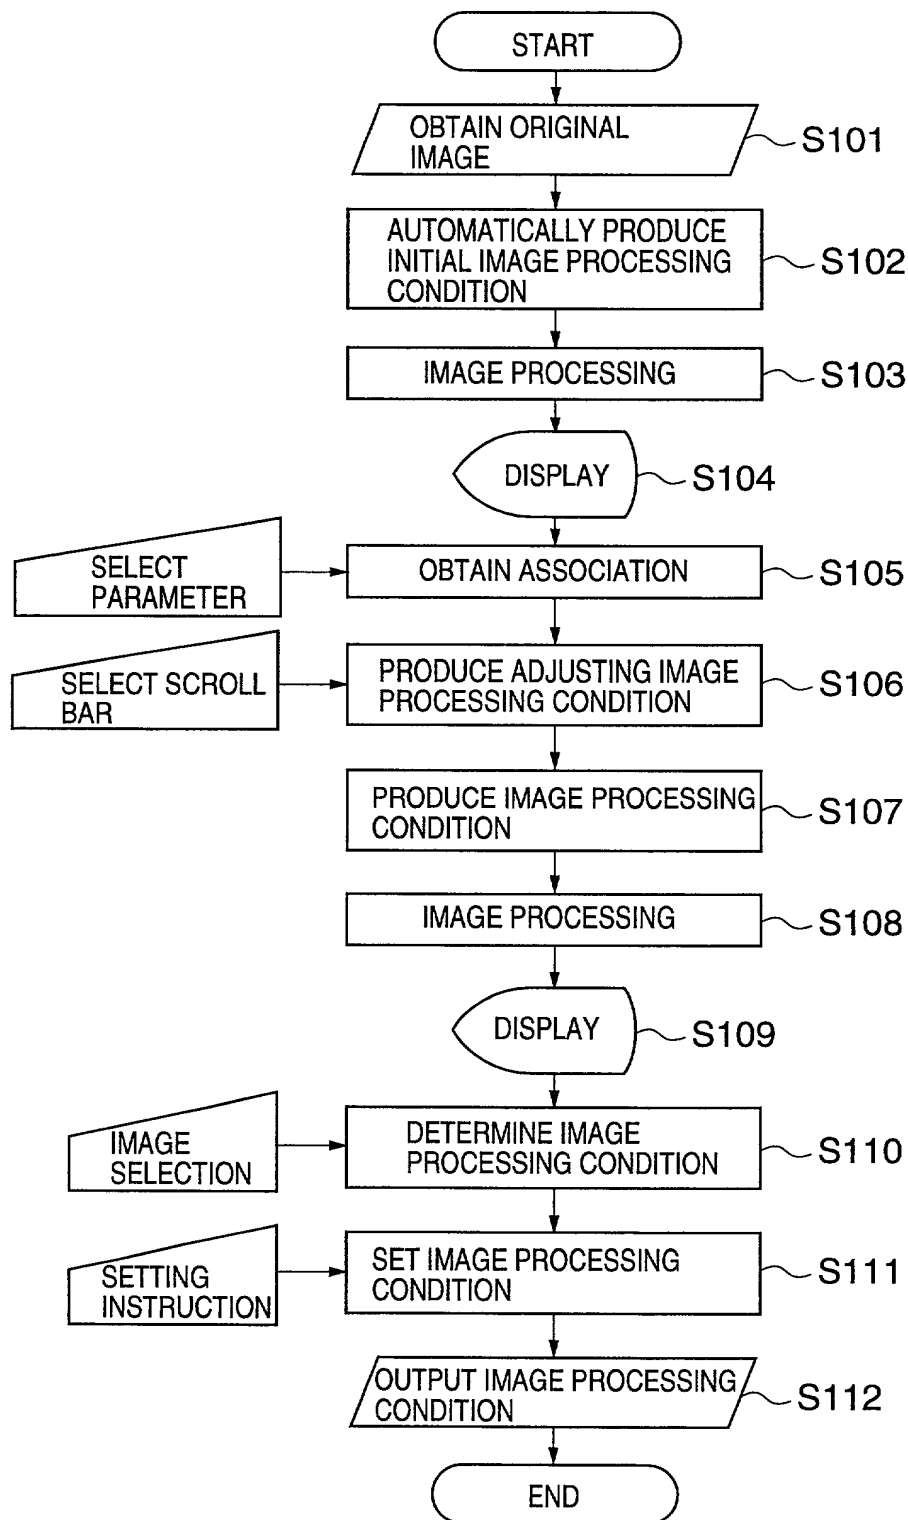 START
OBTAIN ORIGINAL
IMAGE
S101
AUTOMATICALLY PRODUCE
INITIAL IMAGE PROCESSING
CONDITION
S102
IMAGE PROCESSING
S103
DISPLAY
S104
SELECT
PARAMETER
OBTAIN ASSOCIATION
S105
SELECT SCROLL
BAR
PRODUCE ADJUSTING IMAGE
PROCESSING CONDITION
S106
PRODUCE IMAGE PROCESSING
CONDITION
S107
IMAGE PROCESSING
S108
DISPLAY
S109
IMAGE
SELECTION
DETERMINE IMAGE
PROCESSING CONDITION
S110
SETTING
INSTRUCTION
SET IMAGE PROCESSING
CONDITION
S111
OUTPUT IMAGE PROCESSING
CONDITION
S112
END